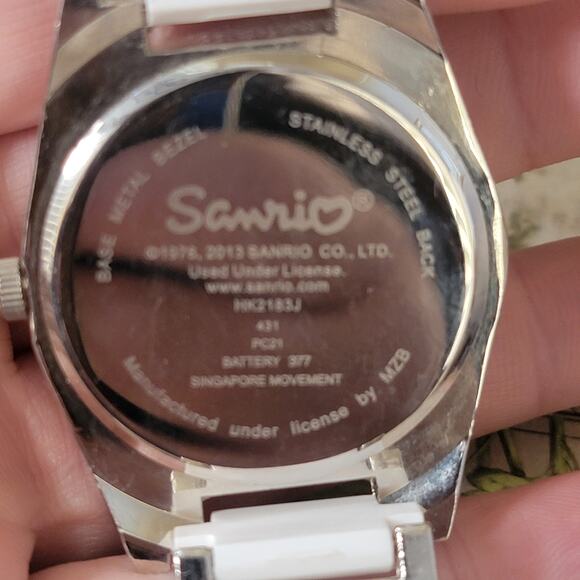 BASE METAL BEZEL
STAINLESS STEEL BACK
Sanrio®
©1976, 2013 SANRIO CO., LTD.
Used Under License.
www.sanrio.com
HK2183J
431
PC21
BATTERY 377
SINGAPORE MOVEMENT
Manufactured under license by MZB